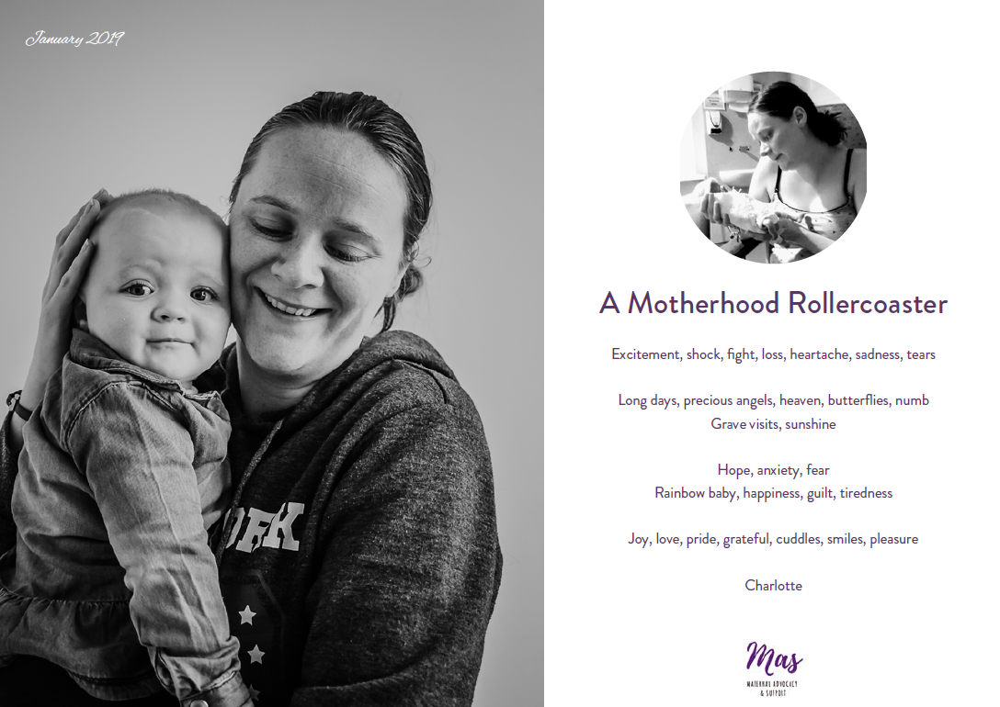 January 2019
A Motherhood Rollercoaster
Excitement, shock, fight, loss, heartache, sadness, tears
Long days, precious angels, heaven, butterflies, numb
Grave visits, sunshine
Hope, anxiety, fear
Rainbow baby, happiness, guilt, tiredness
Joy, love, pride, grateful, cuddles, smiles, pleasure
Charlotte
Mas
MATERNAL ADVOCACY
& SUPPORT